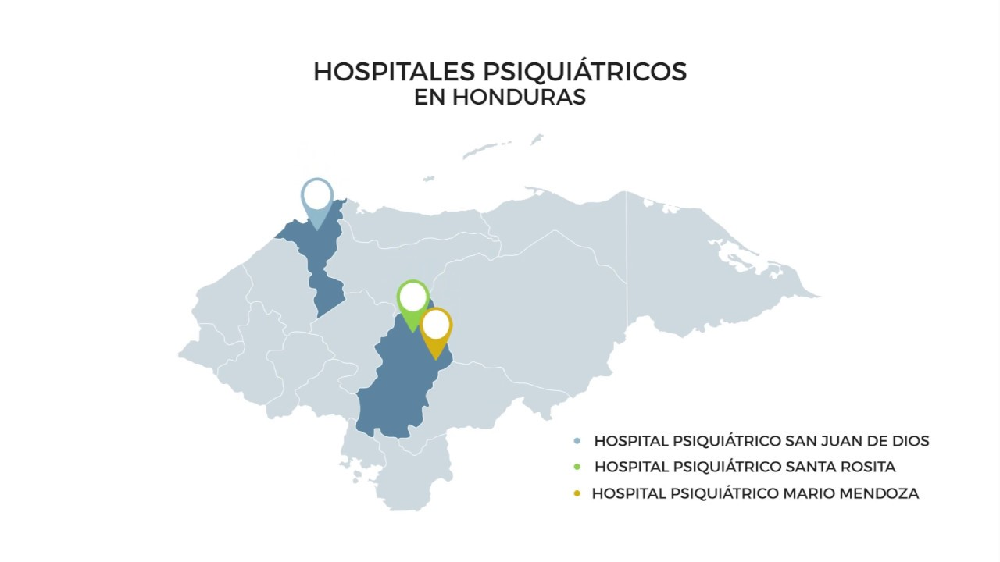 HOSPITALES PSIQUIÁTRICOS
EN HONDURAS
HOSPITAL PSIQUIÁTRICO SAN JUAN DE DIOS
HOSPITAL PSIQUIÁTRICO SANTA ROSITA
HOSPITAL PSIQUIÁTRICO MARIO MENDOZA